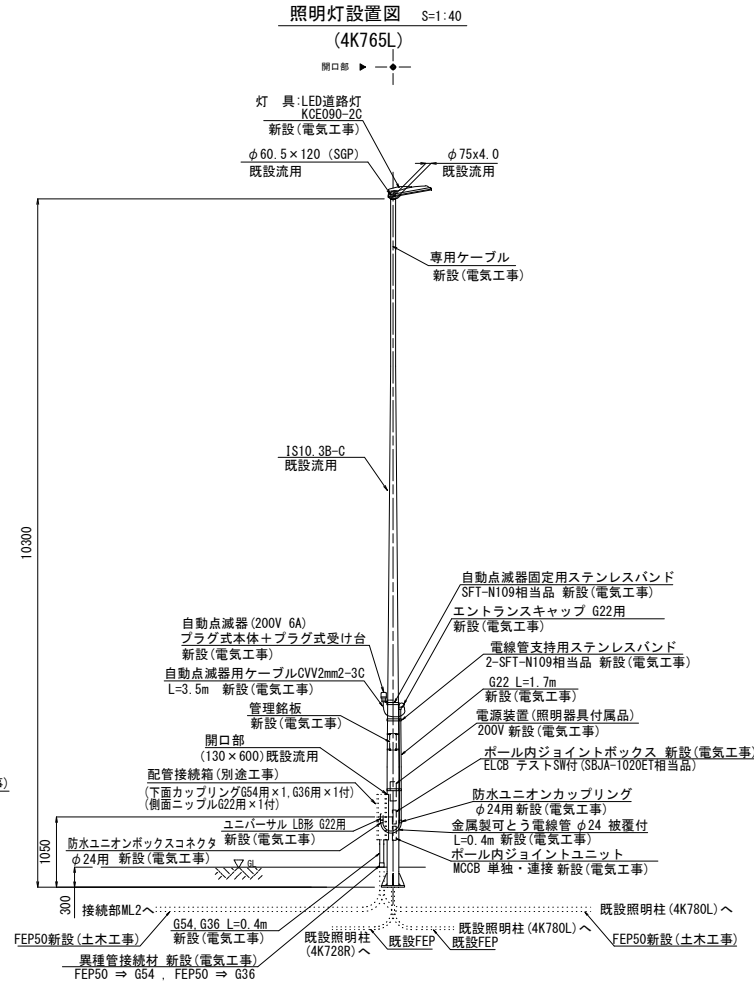 照明灯設置図 S=1:40
(4K765L)
開口部
灯 具:LED道路灯
KCE090-2C
新設(電気工事)
φ60.5×120 (SGP)
既設流用
φ75x4.0
既設流用
専用ケーブル
新設(電気工事)
IS10.3B-C
既設流用
10300
自動点滅器固定用ステンレスバンド
SFT-N109相当品 新設(電気工事)
エントランスキャップ G22用
新設(電気工事)
自動点滅器(200V 6A)
プラグ式本体+プラグ式受け台
新設(電気工事)
電線管支持用ステンレスバンド
2-SFT-N109相当品 新設(電気工事)
自動点滅器用ケーブルCVV2mm2-3C
L=3.5m 新設(電気工事)
G22 L=1.7m
新設(電気工事)
管理銘板
新設(電気工事)
電源装置(照明器具付属品)
200V 新設(電気工事)
開口部
(130×600)既設流用
ポール内ジョイントボックス 新設(電気工事)
ELCB テストSW付(SBJA-1020ET相当品)
事)
配管接続箱(別途工事)
(下面カップリングG54用×1,G36用×1付)
(側面ニップルG22用×1付)
防水ユニオンカップリング
φ24用 新設(電気工事)
ユニバーサル LB形 G22用
新設(電気工事)
金属製可とう電線管 φ24 被覆付
L=0.4m 新設(電気工事)
防水ユニオンボックスコネクタ
φ24用 新設(電気工事)
ポール内ジョイントユニット
MCCB 単独・連接 新設(電気工事)
1050
GL
300
接続部ML2へ
G54,G36 L=0.4m
新設(電気工事)
既設照明柱(4K780L)へ
FEP50新設(土木工事)
既設照明柱
(4K728R)へ
既設FEP
既設照明柱(4K780L)へ
既設FEP
FEP50新設(土木工事)
異種管接続材 新設(電気工事)
FEP50 ⇒ G54 , FEP50 ⇒ G36